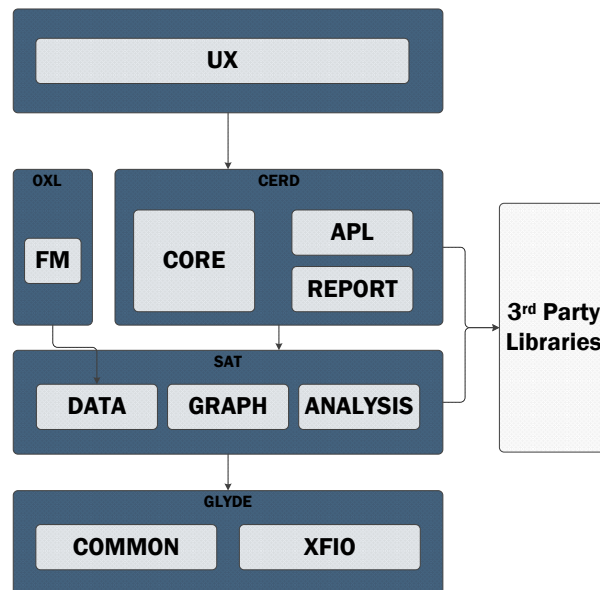 UX
OXL
CERD
FM
CORE
APL
REPORT
3rd Party
Libraries
SAT
DATA
GRAPH
ANALYSIS
GLYDE
COMMON
XFIO